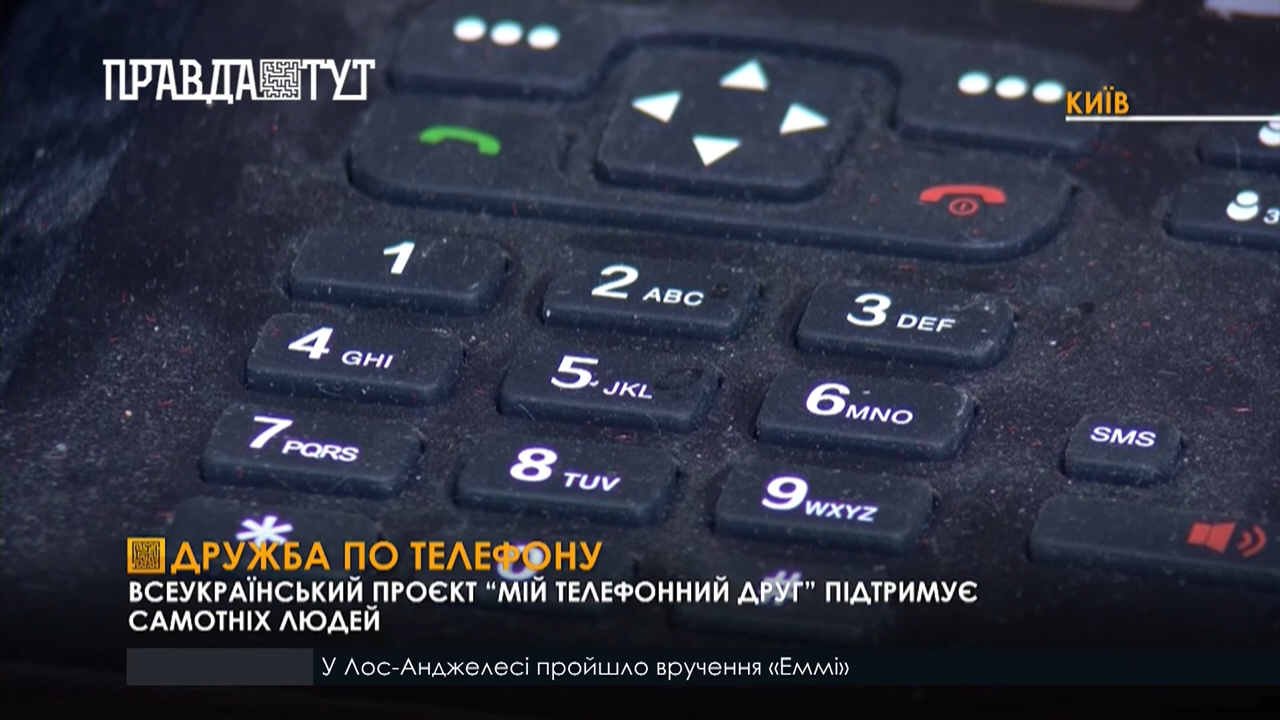 ПРАВДА ТУТ
КИЇВ
3
1
2 ABC
3 DEF
4 GHI
5 JKL
6 MNO
7 PQRS
8 TUV
9 WXYZ
SMS
*
#
ДРУЖБА ПО ТЕЛЕФОНУ
ВСЕУКРАЇНСЬКИЙ ПРОЄКТ “МІЙ ТЕЛЕФОННИЙ ДРУГ” ПІДТРИМУЄ
САМОТНІХ ЛЮДЕЙ
У Лос-Анджелесі пройшло вручення «Еммі»